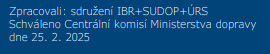 Zpracovali: sdružení IBR+SUDOP+ÚRS
Schváleno Centrální komisí Ministerstva dopravy
dne 25. 2. 2025